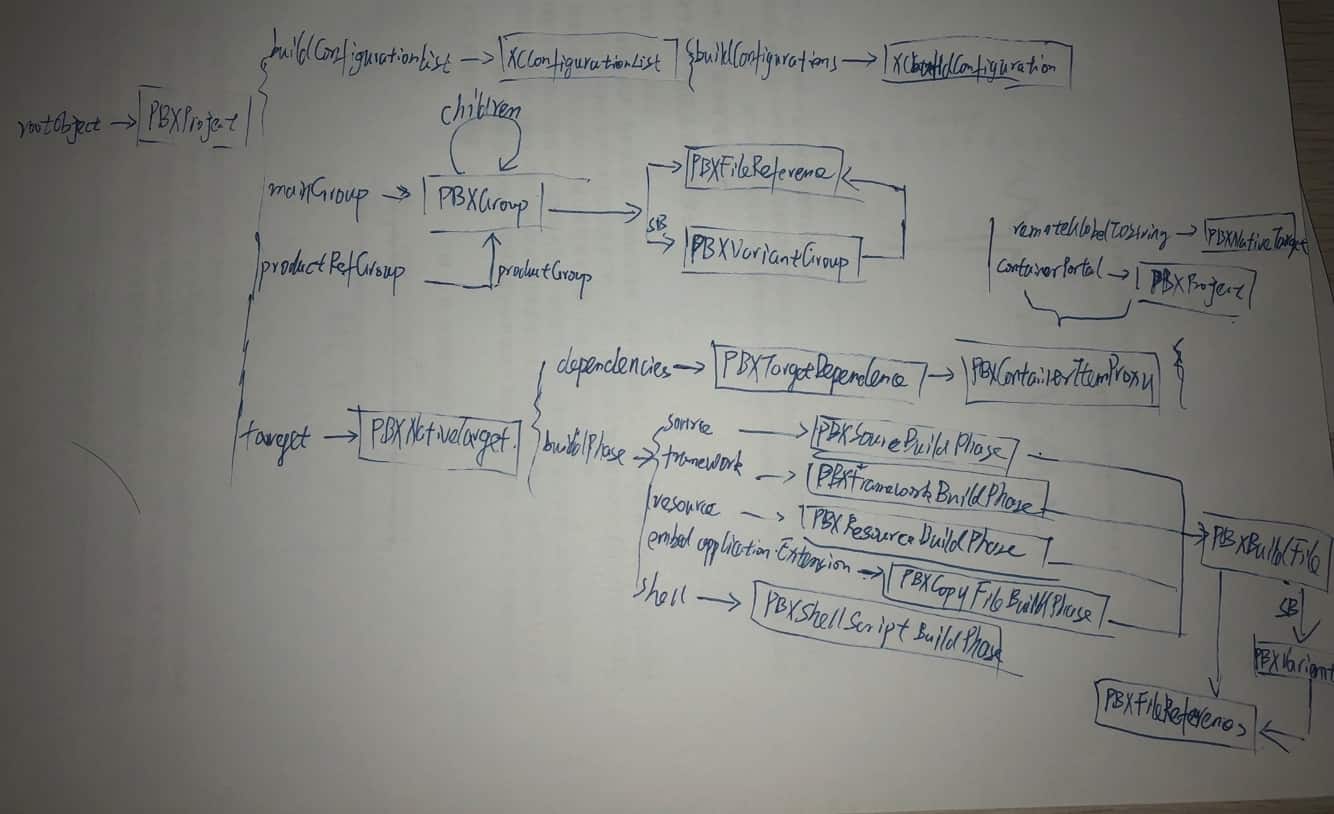 buildConfigurationList → XCConfigurationList buildConfigurations → XCbuildConfiguration
rootObject → PBXProject
children
mainGroup → PBXGroup
PBXFileReference
SB
PBXVariantGroup
productRefGroup
productGroup
remoteGlobalIDString → PBXNativeTarget
containerPortal → PBXProject
dependencies → PBXTargetDependence → PBXContainerItemProxy
target → PBXNativeTarget
buildPhase
source → PBXSourceBuildPhase
framework → PBXFrameworkBuildPhase
resource → PBXResourceBuildPhase
embed application Extension → PBXCopyFileBuildPhase
shell → PBXShellScriptBuildPhase
PBXBuildFile
SB
PBXVariant
PBXFileReferences